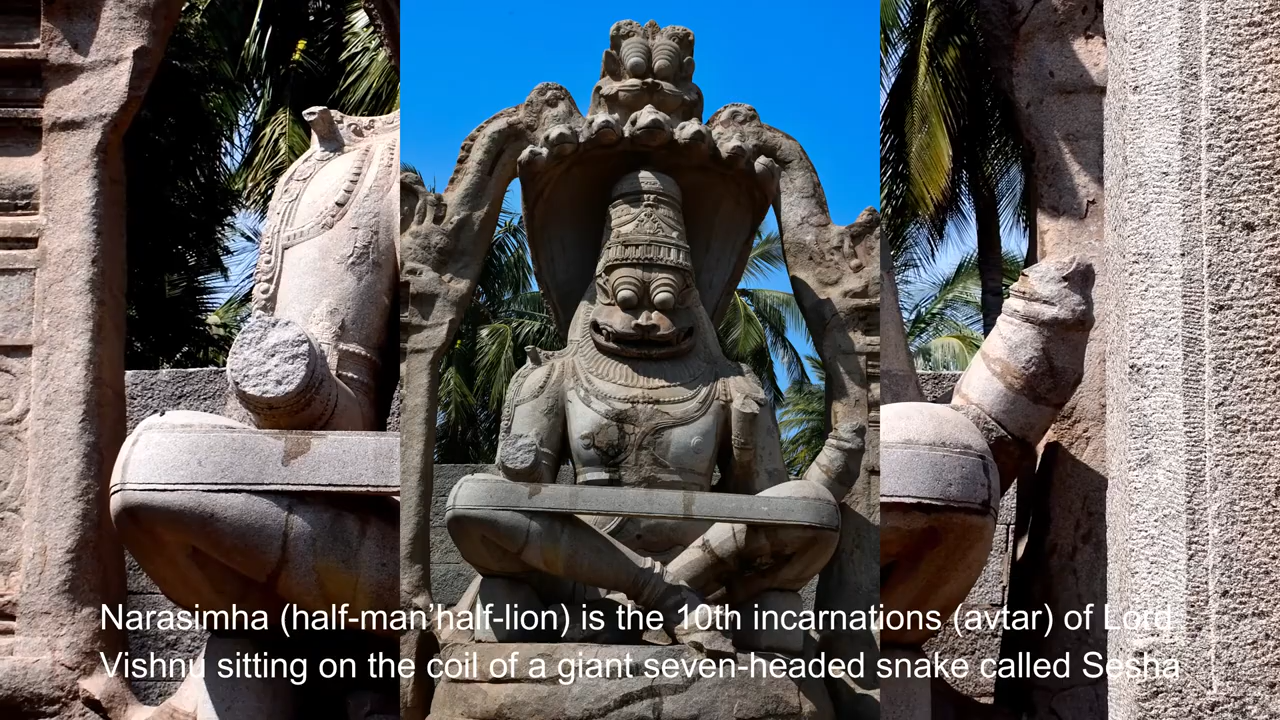 Narasimha (half-man’half-lion) is the 10th incarnations (avtar) of Lord
Vishnu sitting on the coil of a giant seven-headed snake called Sesha